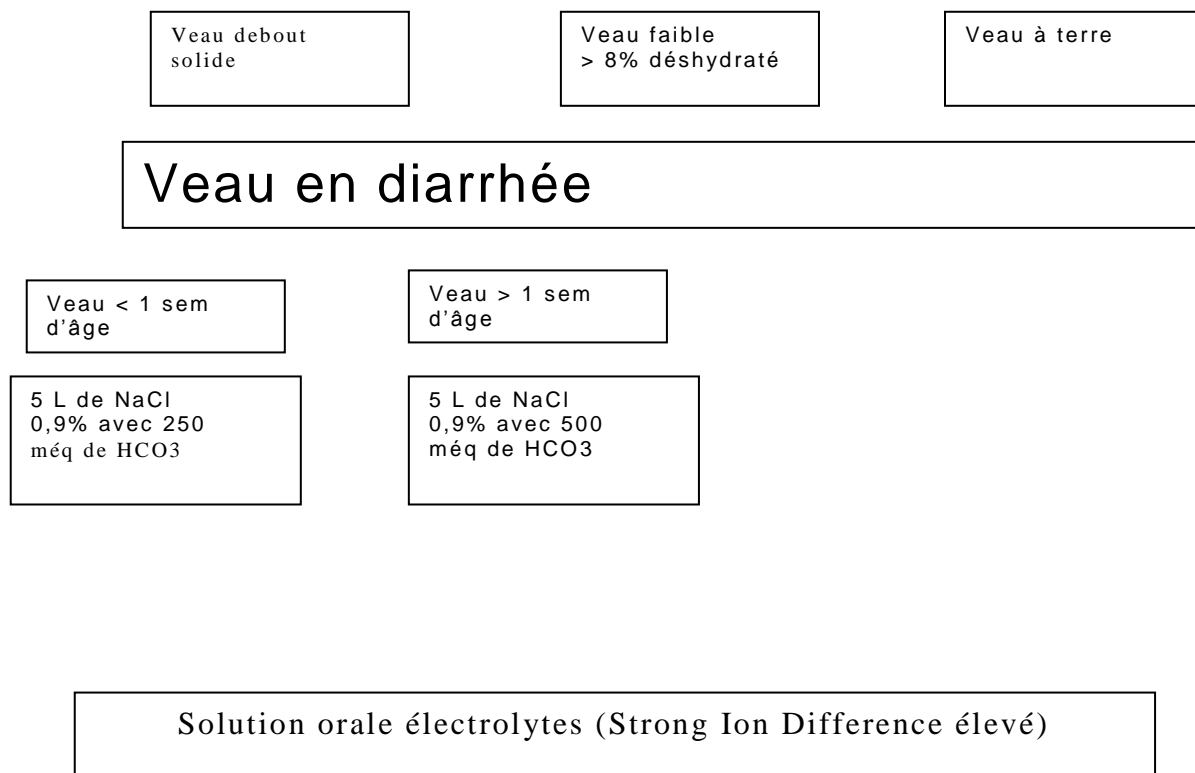 Veau debout
solide
Veau faible
> 8% déshydraté
Veau à terre
Veau en diarrhée
Veau < 1 sem
d'âge
Veau > 1 sem
d'âge
5 L de NaCl
0,9% avec 250
méq de HCO3
5 L de NaCl
0,9% avec 500
méq de HCO3
Solution orale électrolytes (Strong Ion Difference élevé)